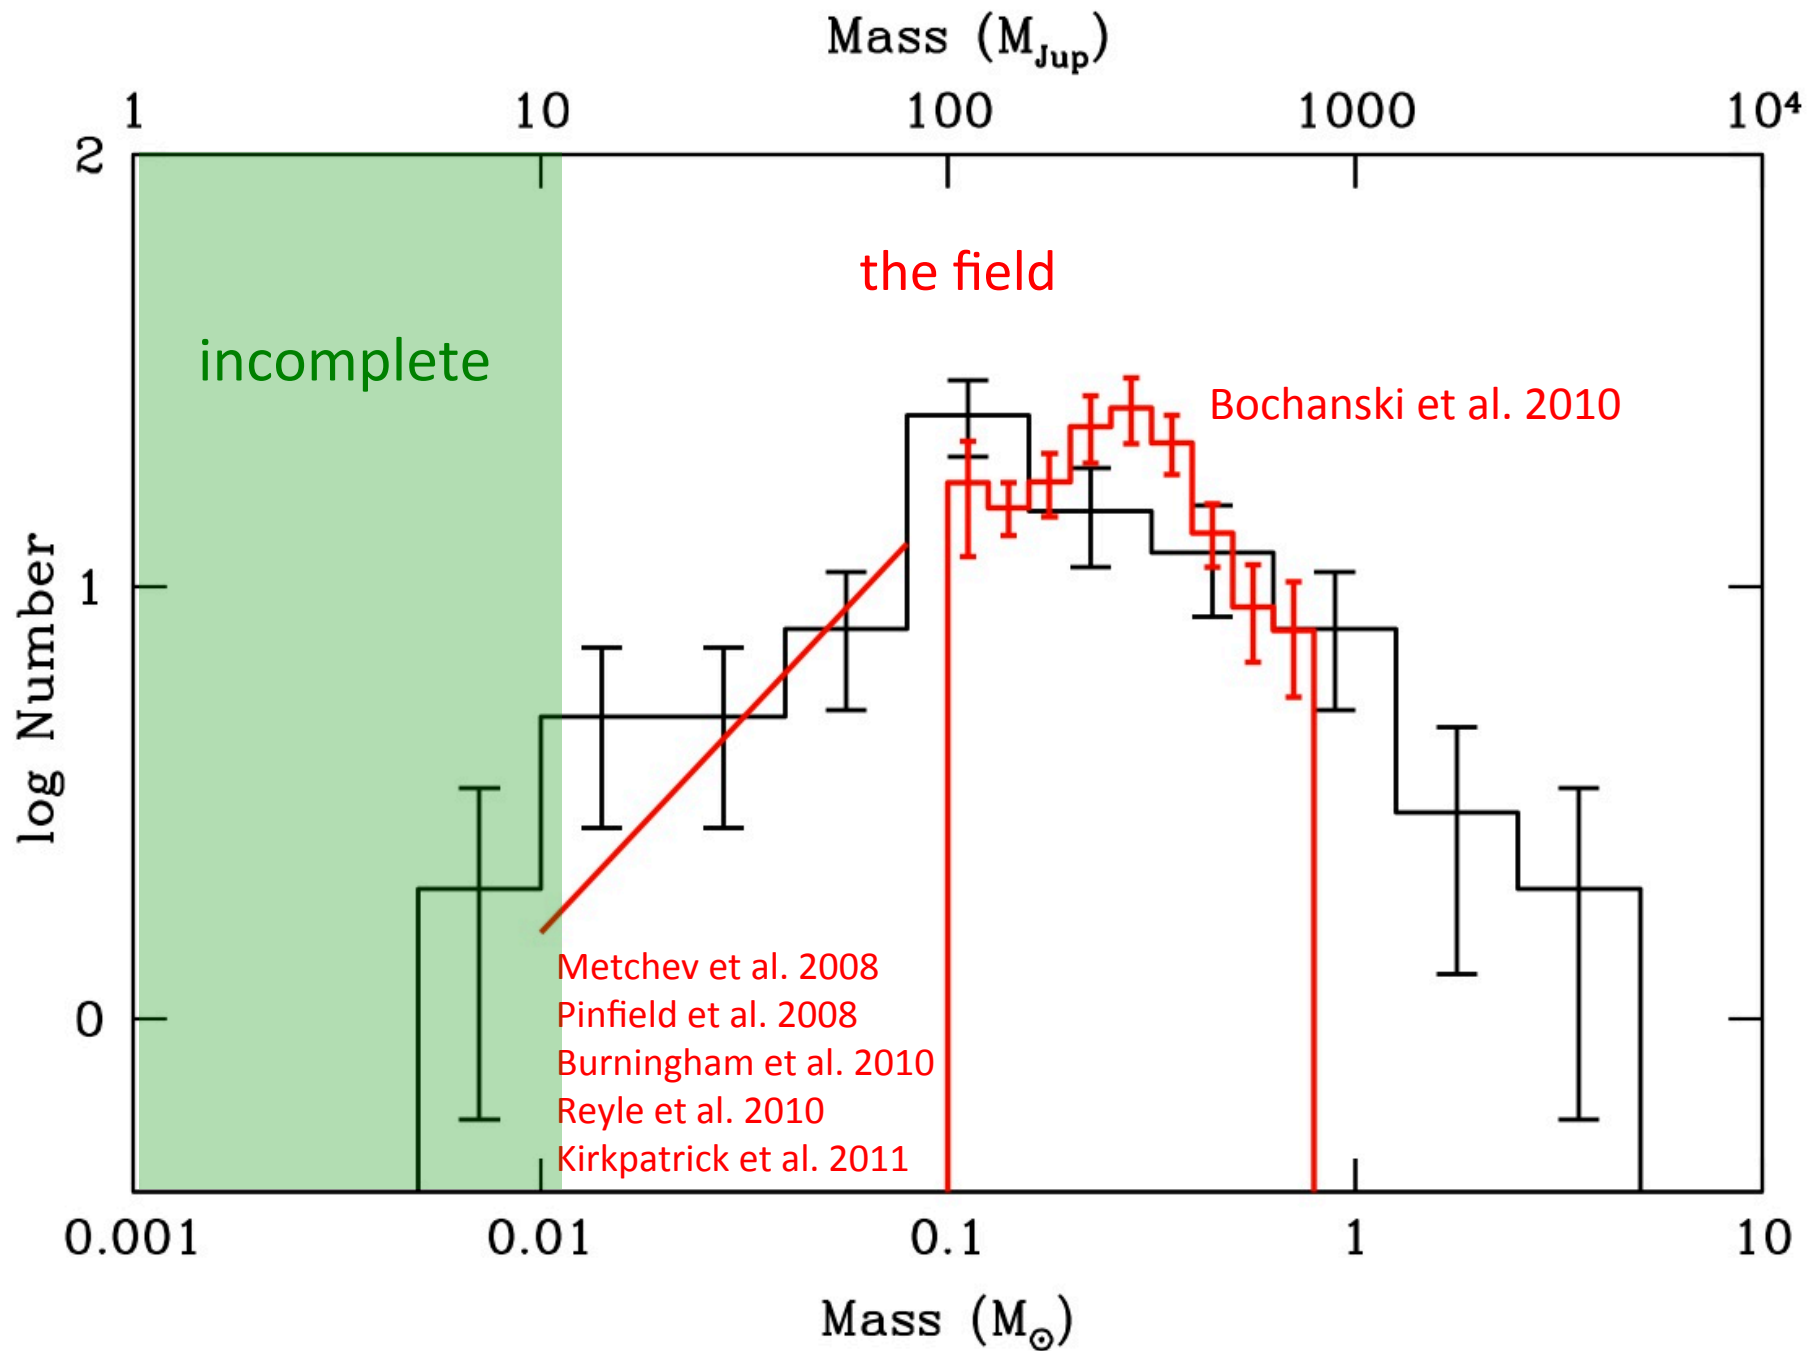 Mass (M_Jup)
1 10 100 1000 10⁴
2
the field
incomplete
Bochanski et al. 2010
log Number
1
Metchev et al. 2008
Pinfield et al. 2008
0
Burningham et al. 2010
Reyle et al. 2010
Kirkpatrick et al. 2011
0.001 0.01 0.1 1 10
Mass (M_⊙)